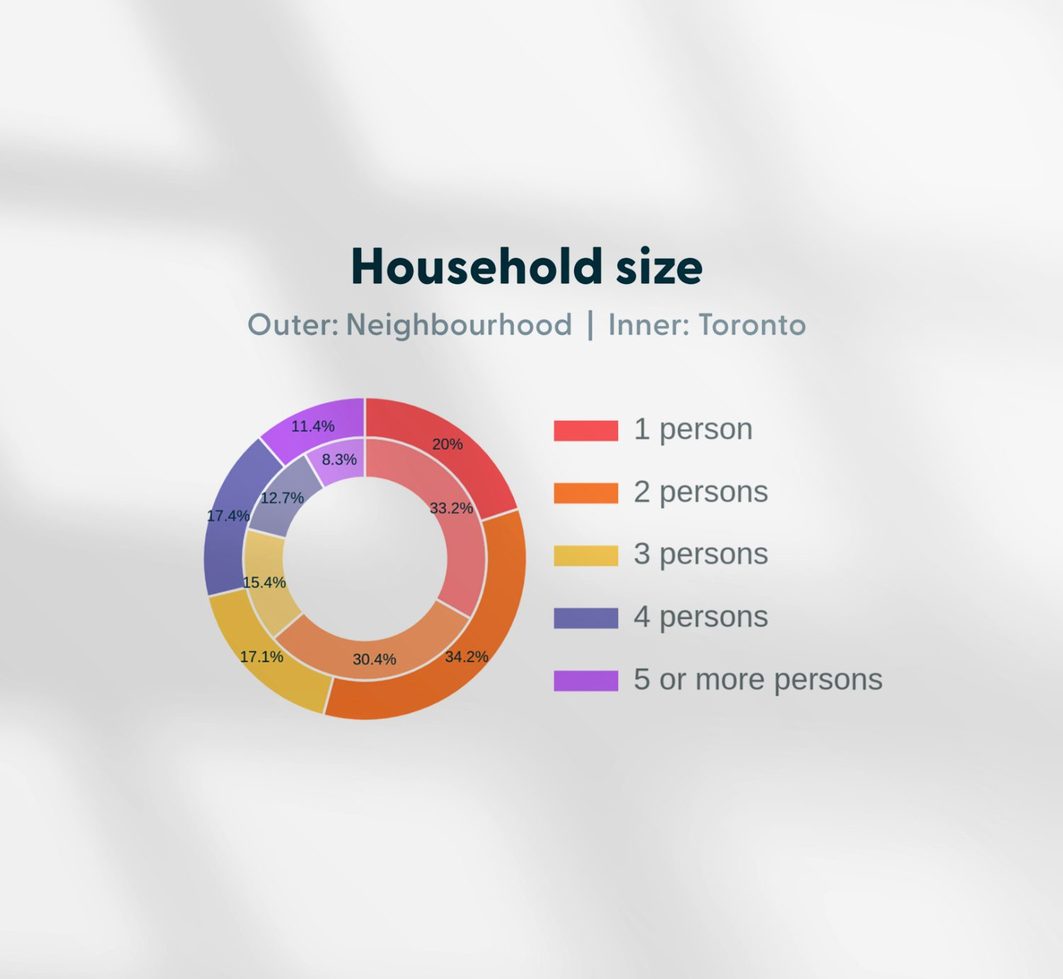 Household size
Outer: Neighbourhood | Inner: Toronto
11.4%
20%
8.3%
33.2%
12.7%
17.4%
15.4%
17.1%
30.4%
34.2%
1 person
2 persons
3 persons
4 persons
5 or more persons